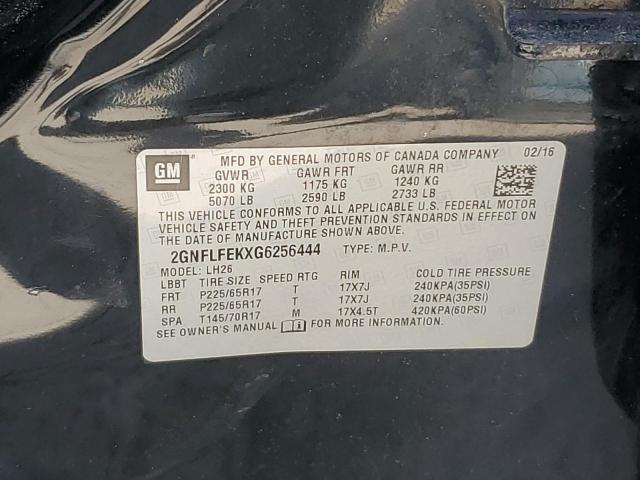 GM MFD BY GENERAL MOTORS OF CANADA COMPANY 02/16
GVWR GAWR FRT GAWR RR
2300 KG 1175 KG 1240 KG
5070 LB 2590 LB 2733 LB
THIS VEHICLE CONFORMS TO ALL APPLICABLE U.S. FEDERAL MOTOR
VEHICLE SAFETY AND THEFT PREVENTION STANDARDS IN EFFECT ON
THE DATE OF MANUFACTURE SHOWN ABOVE.
2GNFLFEKXG6256444 TYPE: M.P.V.
MODEL: LH26
LBBT TIRE SIZE SPEED RTG RIM COLD TIRE PRESSURE
FRT P225/65R17 T 17X7J 240KPA(35PSI)
RR P225/65R17 T 17X7J 240KPA(35PSI)
SPA T145/70R17 M 17X4.5T 420KPA(60PSI)
SEE OWNER'S MANUAL FOR MORE INFORMATION.